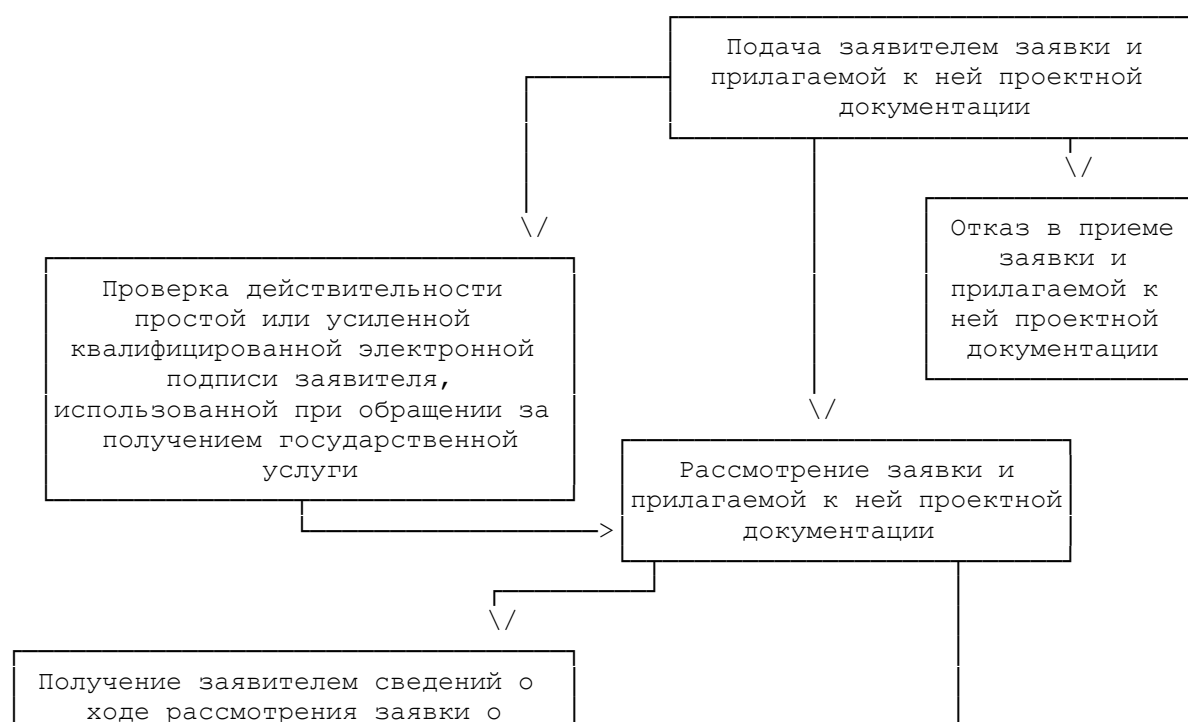 Подача заявителем заявки и
прилагаемой к ней проектной
документации
Отказ в приеме
заявки и
прилагаемой к
ней проектной
документации
Проверка действительности
простой или усиленной
квалифицированной электронной
подписи заявителя,
использованной при обращении за
получением государственной
услуги
Рассмотрение заявки и
прилагаемой к ней проектной
документации
Получение заявителем сведений о
ходе рассмотрения заявки о